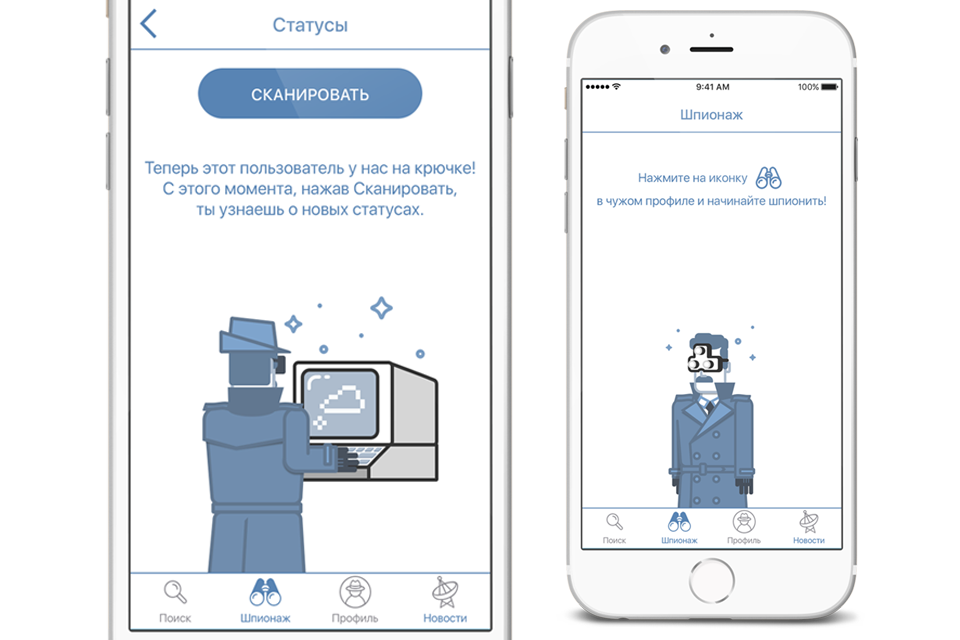 Статусы
СКАНИРОВАТЬ
Теперь этот пользователь у нас на крючке!
С этого момента, нажав Сканировать,
ты узнаешь о новых статусах.
Поиск Шпионаж Профиль Новости
9:41 AM 100%
Шпионаж
Нажмите на иконку
в чужом профиле и начинайте шпионить!
Поиск Шпионаж Профиль Новости